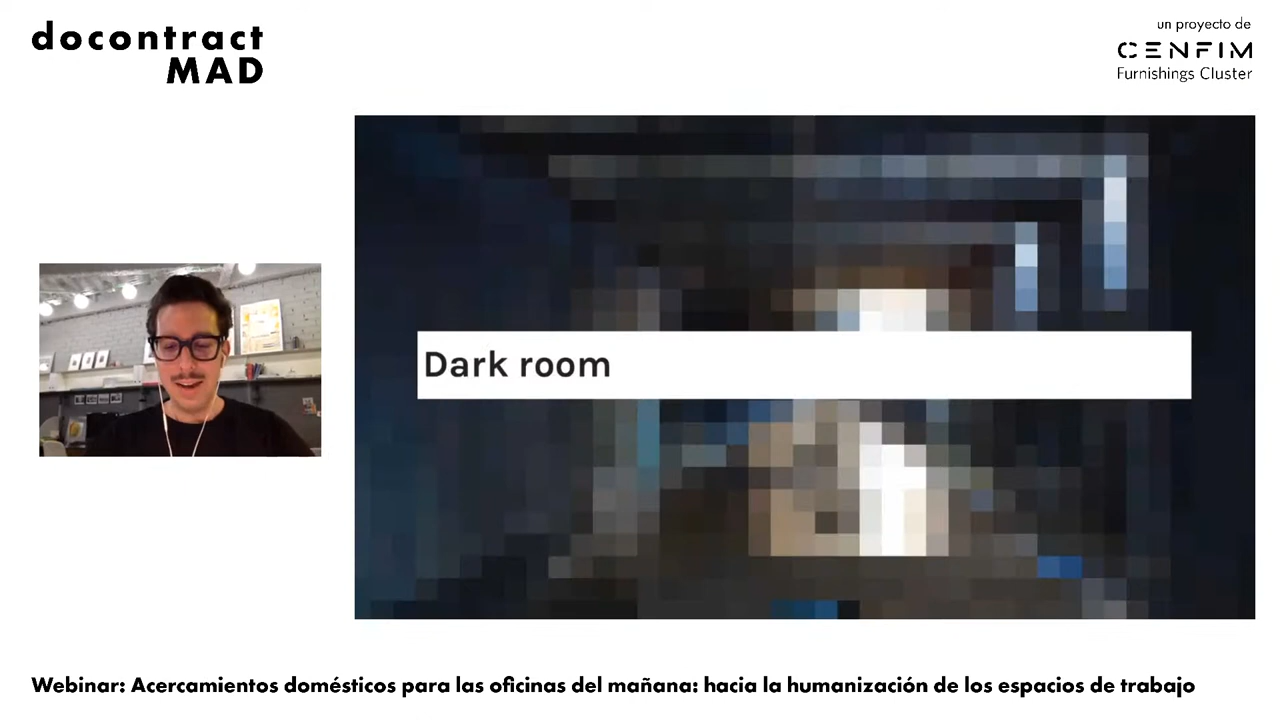 docontract
MAD
un proyecto de
CENFIM
Furnishings Cluster
Dark room
Webinar: Acercamientos domésticos para las oficinas del mañana: hacia la humanización de los espacios de trabajo